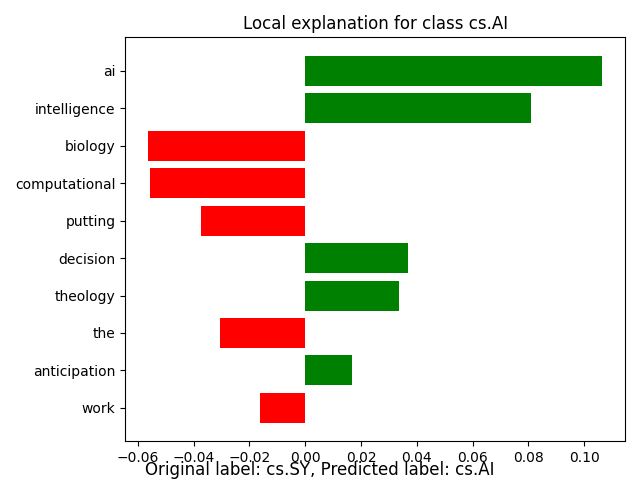 Local explanation for class cs.AI
ai
intelligence
biology
computational
putting
decision
theology
the
anticipation
work
−0.06 −0.04 −0.02 0.00 0.02 0.04 0.06 0.08 0.10
Original label: cs.SY, Predicted label: cs.AI